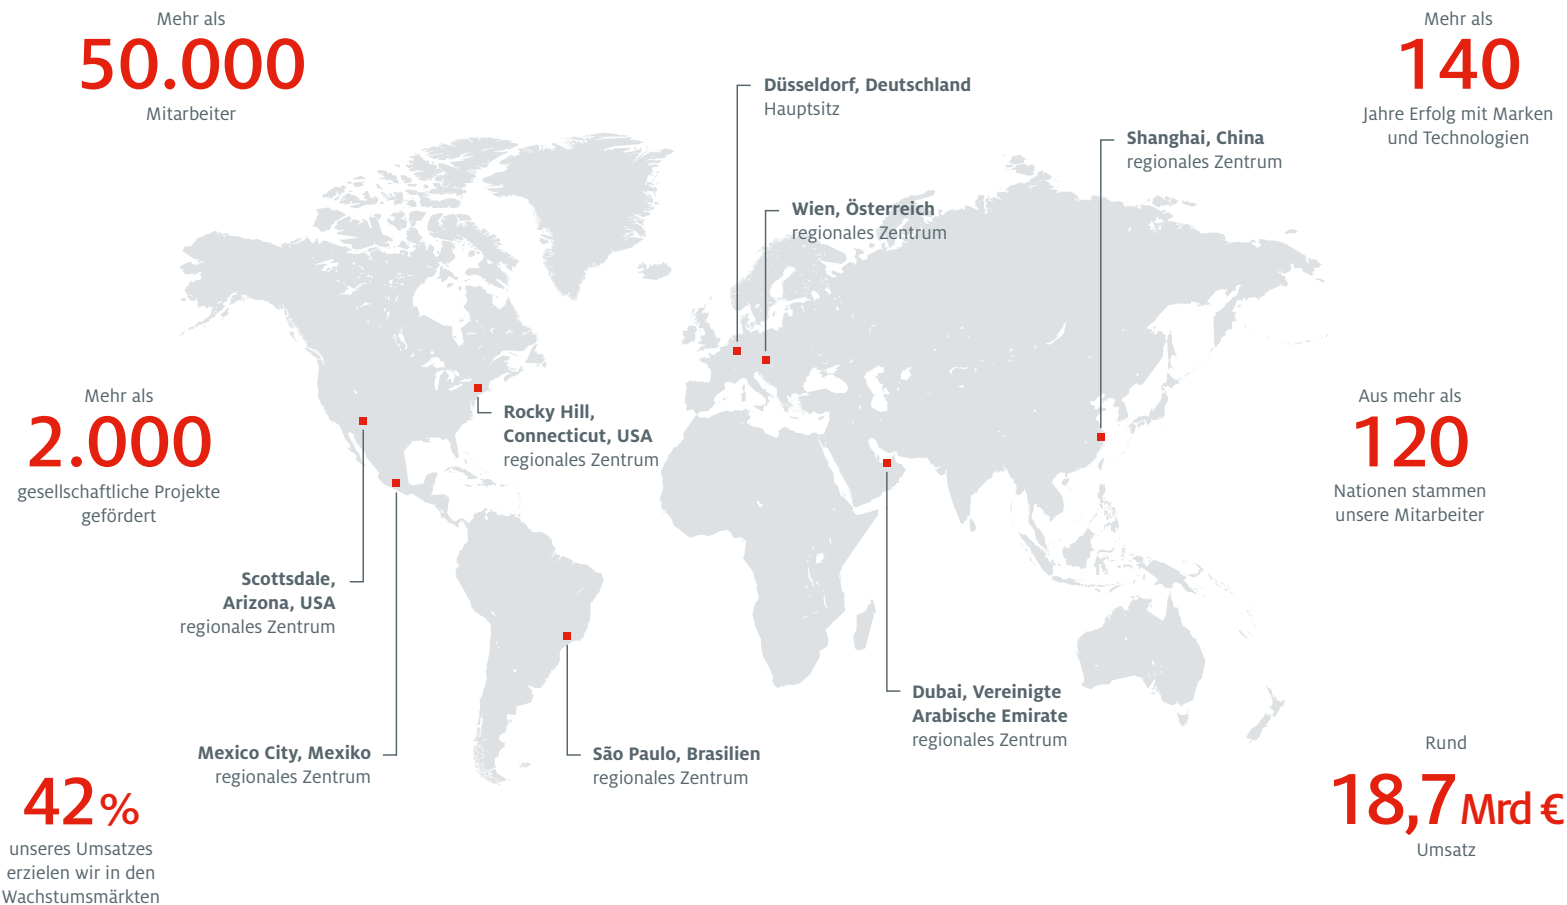 Mehr als
50.000
Mitarbeiter
Mehr als
140
Jahre Erfolg mit Marken
und Technologien
Düsseldorf, Deutschland
Hauptsitz
Shanghai, China
regionales Zentrum
Wien, Österreich
regionales Zentrum
Mehr als
2.000
gesellschaftliche Projekte
gefördert
Rocky Hill,
Connecticut, USA
regionales Zentrum
Aus mehr als
120
Nationen stammen
unsere Mitarbeiter
Scottsdale,
Arizona, USA
regionales Zentrum
Dubai, Vereinigte
Arabische Emirate
regionales Zentrum
Mexico City, Mexiko
regionales Zentrum
São Paulo, Brasilien
regionales Zentrum
42 %
unseres Umsatzes
erzielen wir in den
Wachstumsmärkten
Rund
18,7 Mrd €
Umsatz